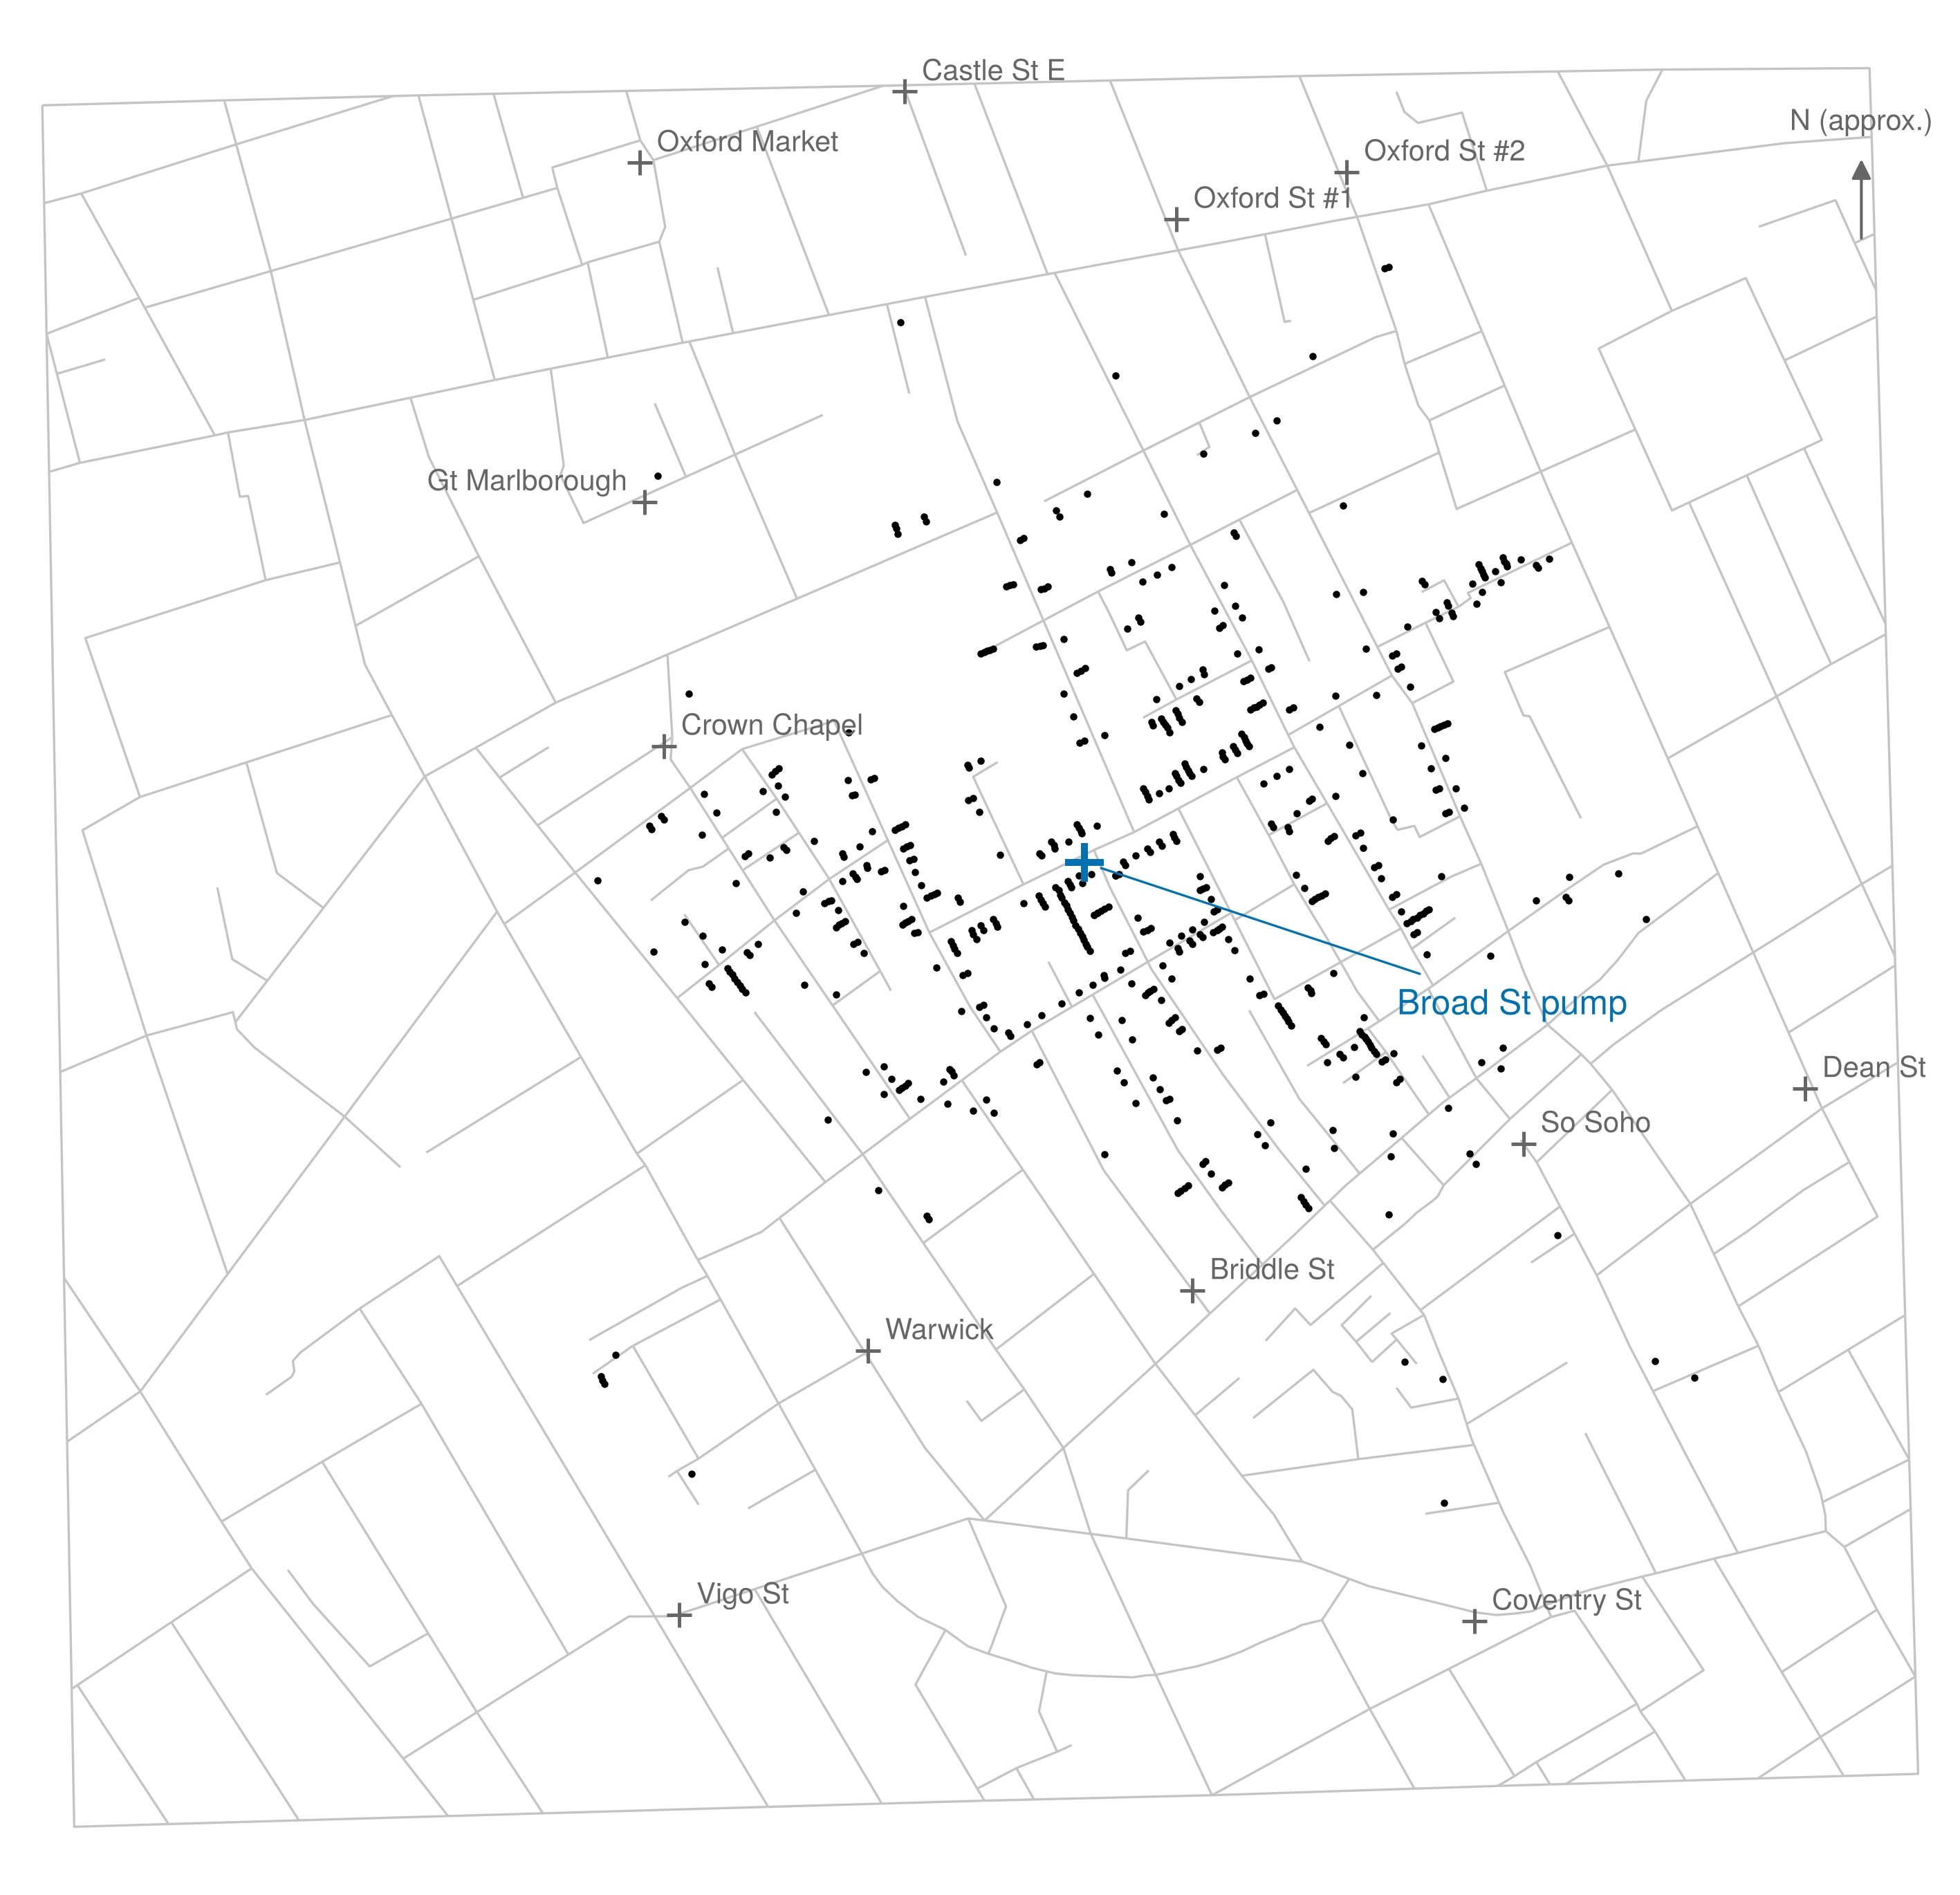 Castle St E
N (approx.)
Oxford Market
Oxford St #2
Oxford St #1
Gt Marlborough
Crown Chapel
Broad St pump
Dean St
So Soho
Briddle St
Warwick
Vigo St
Coventry St